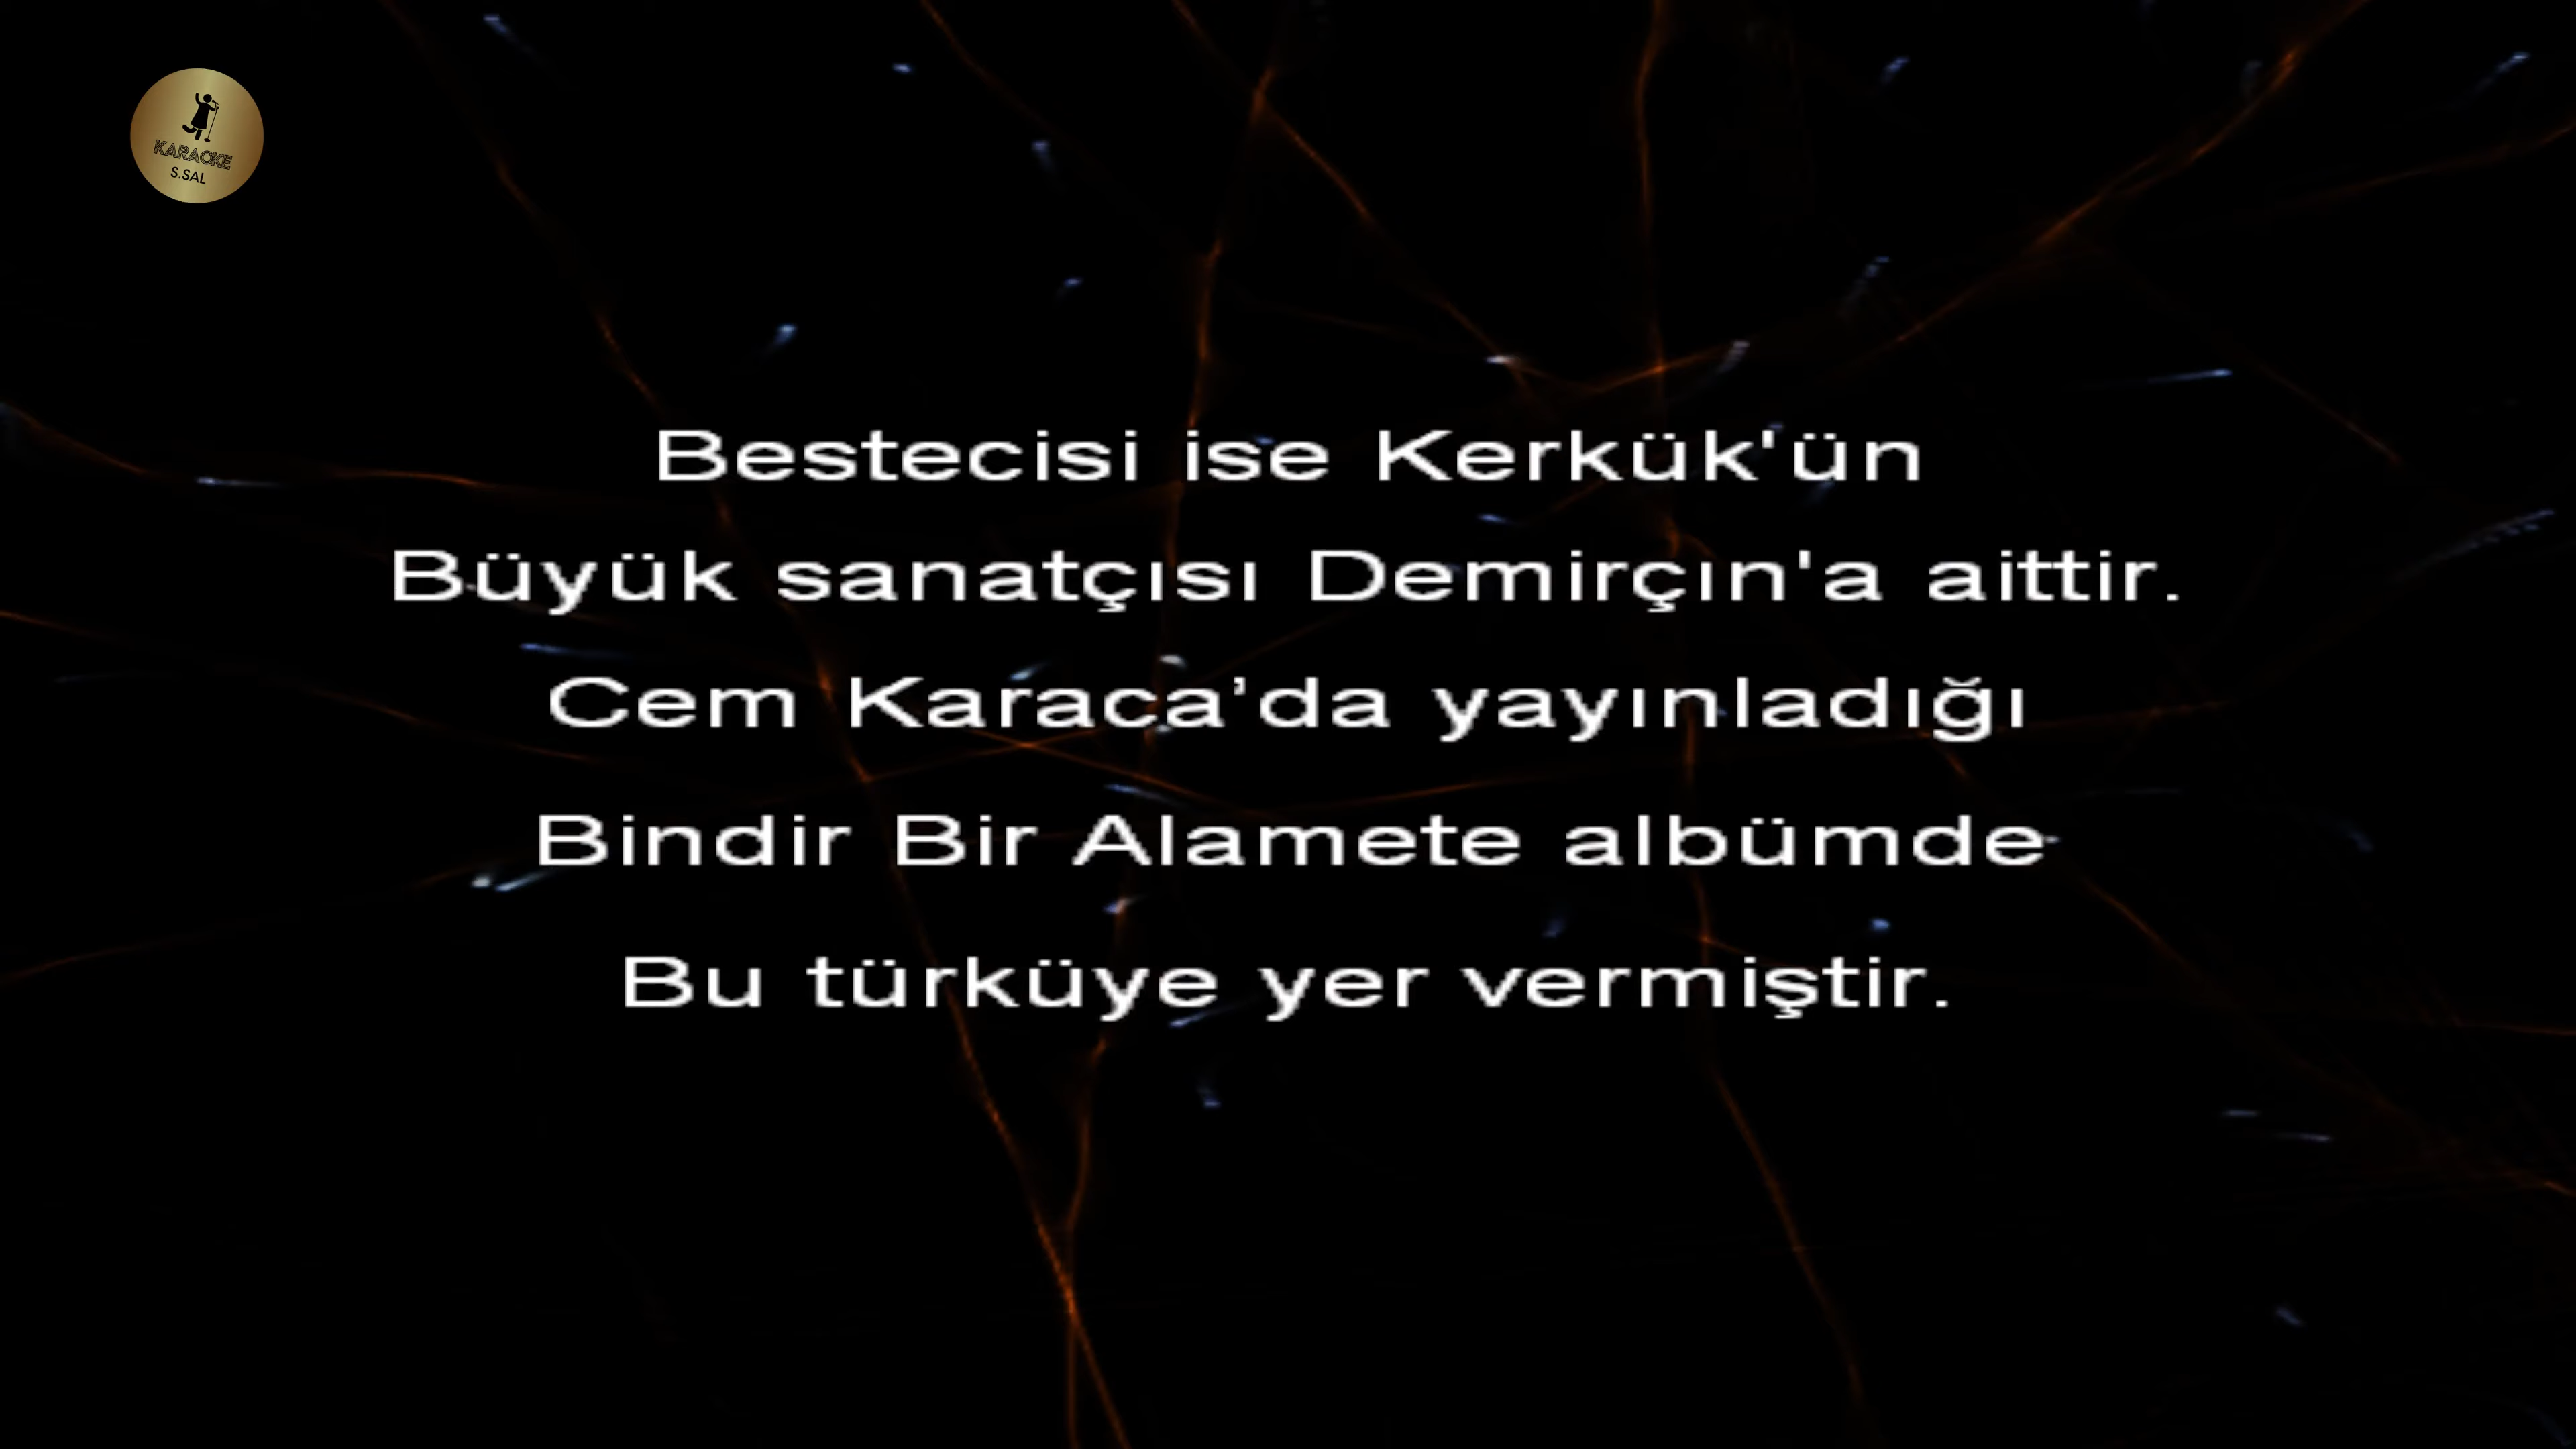 KARAOKE
S.SAL
Bestecisi ise Kerkük'ün
Büyük sanatçısı Demirçın'a aittir.
Cem Karaca’da yayınladığı
Bindir Bir Alamete albümde
Bu türküye yer vermiştir.